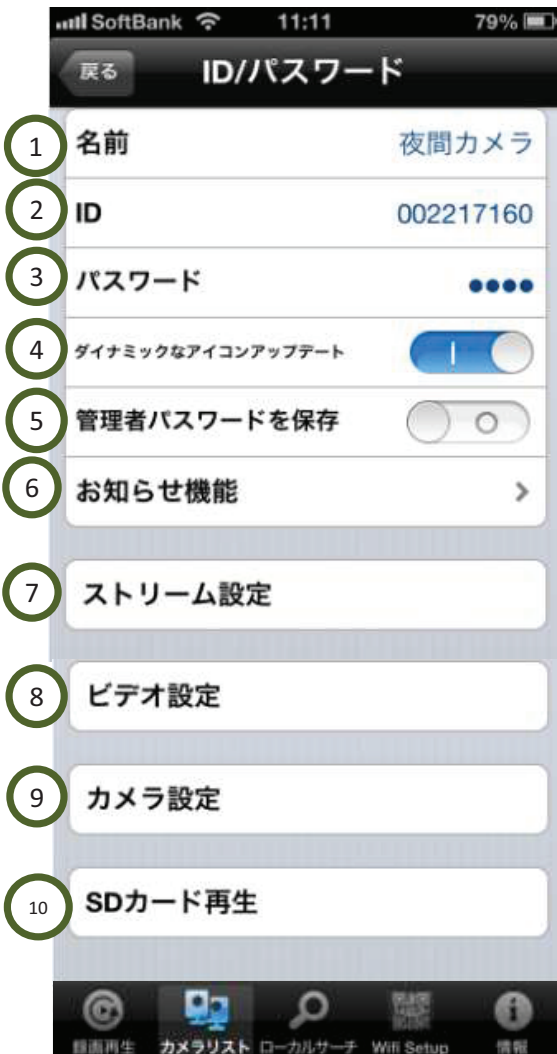 SoftBank 11:11 79%
戻る ID/パスワード
1 名前 夜間カメラ
2 ID 002217160
3 パスワード ●●●●
4 ダイナミックなアイコンアップデート
5 管理者パスワードを保存
6 お知らせ機能 >
7 ストリーム設定
8 ビデオ設定
9 カメラ設定
10 SDカード再生
録画再生 カメラリスト ローカルサーチ Wifi Setup 情報